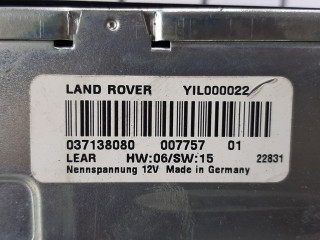 LAND ROVER YIL000022
037138080 007757 01
LEAR HW:06/SW:15 22831
Nennspannung 12V Made in Germany